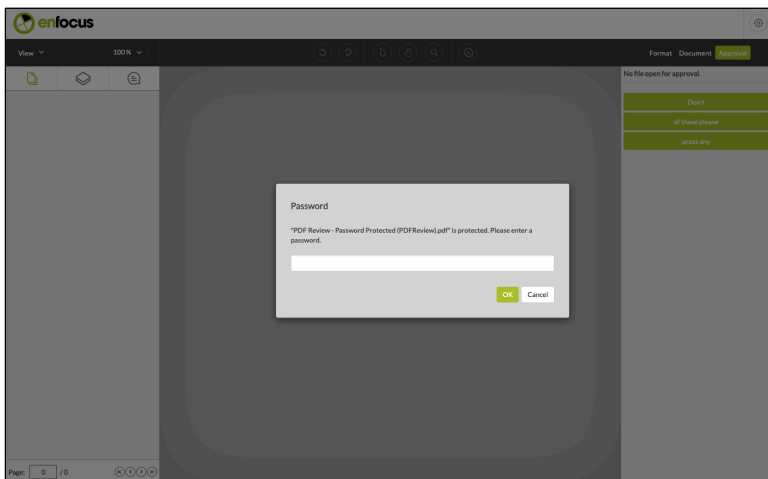 enfocus
View 100% Format Document Approval
No file open for approval.
Don't
of these please
press any
Password
"PDF Review - Password Protected (PDFReview).pdf" is protected. Please enter a
password.
OK Cancel
Page: 0 / 0